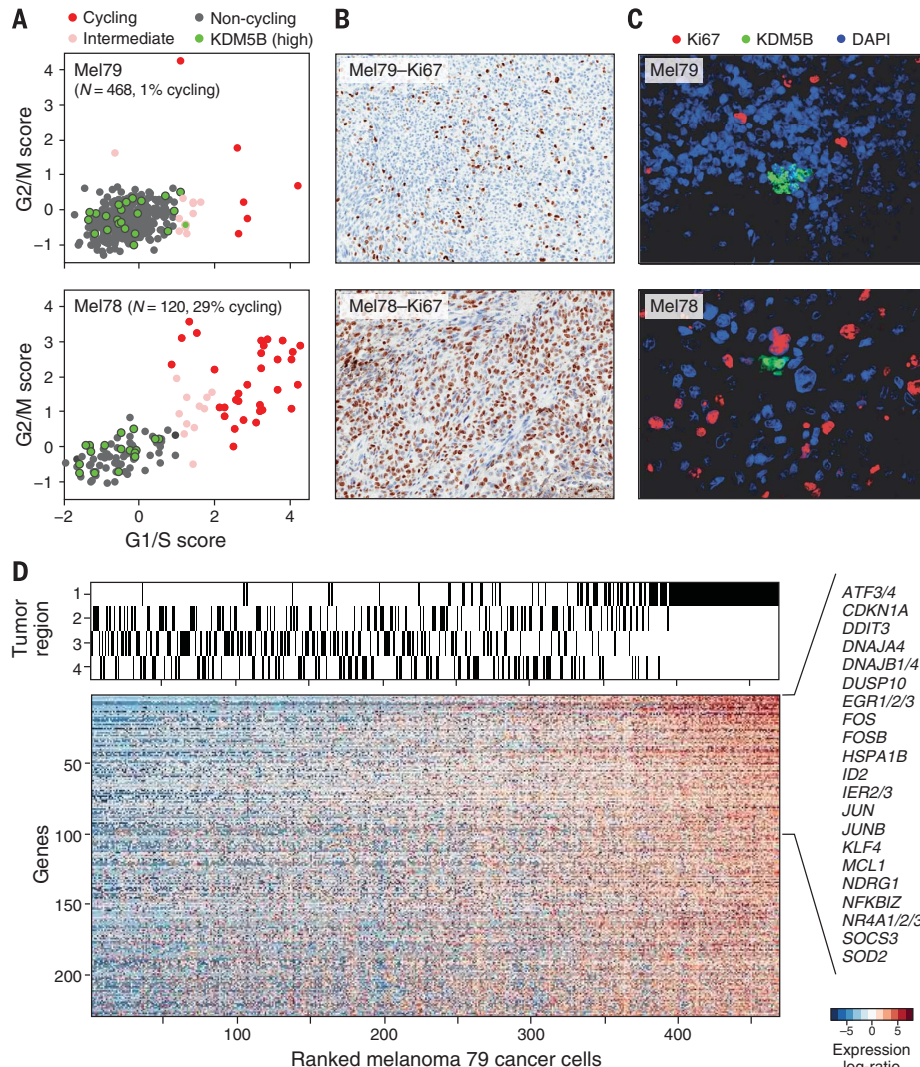 A
Cycling
Non-cycling
Intermediate
KDM5B (high)
Mel79
(N = 468, 1% cycling)
G2/M score
4
3
2
1
0
−1
0
2
4
Mel78 (N = 120, 29% cycling)
G2/M score
4
3
2
1
0
−1
−2
0
2
4
G1/S score
B
Mel79–Ki67
Mel78–Ki67
C
Ki67
KDM5B
DAPI
Mel79
Mel78
D
Tumor
region
1
2
3
4
Genes
50
100
150
200
100
200
300
400
Ranked melanoma 79 cancer cells
ATF3/4
CDKN1A
DDIT3
DNAJA4
DNAJB1/4
DUSP10
EGR1/2/3
FOS
FOSB
HSPA1B
ID2
IER2/3
JUN
JUNB
KLF4
MCL1
NDRG1
NFKBIZ
NR4A1/2/3
SOCS3
SOD2
−5
0
5
Expression
log-ratio